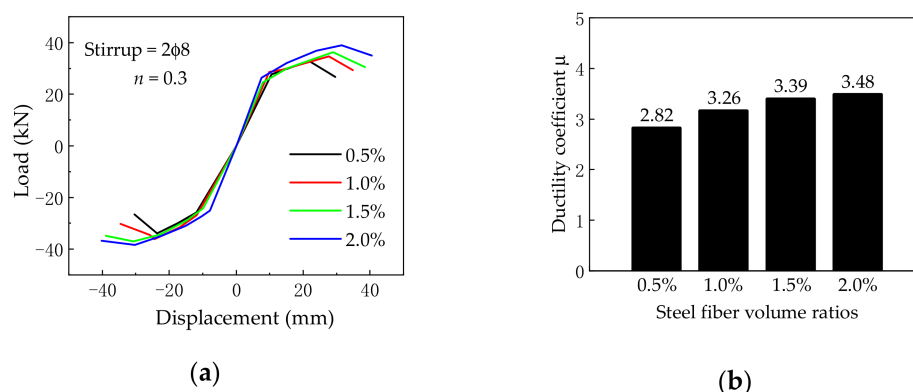 Stirrup = 2ϕ8
n = 0.3
Load (kN)
40
20
0
−20
−40
0.5%
1.0%
1.5%
2.0%
−40 −20 0 20 40
Displacement (mm)
(a)
Ductility coefficient μ
5
4
3
2
1
0
2.82 3.26 3.39 3.48
0.5% 1.0% 1.5% 2.0%
Steel fiber volume ratios
(b)